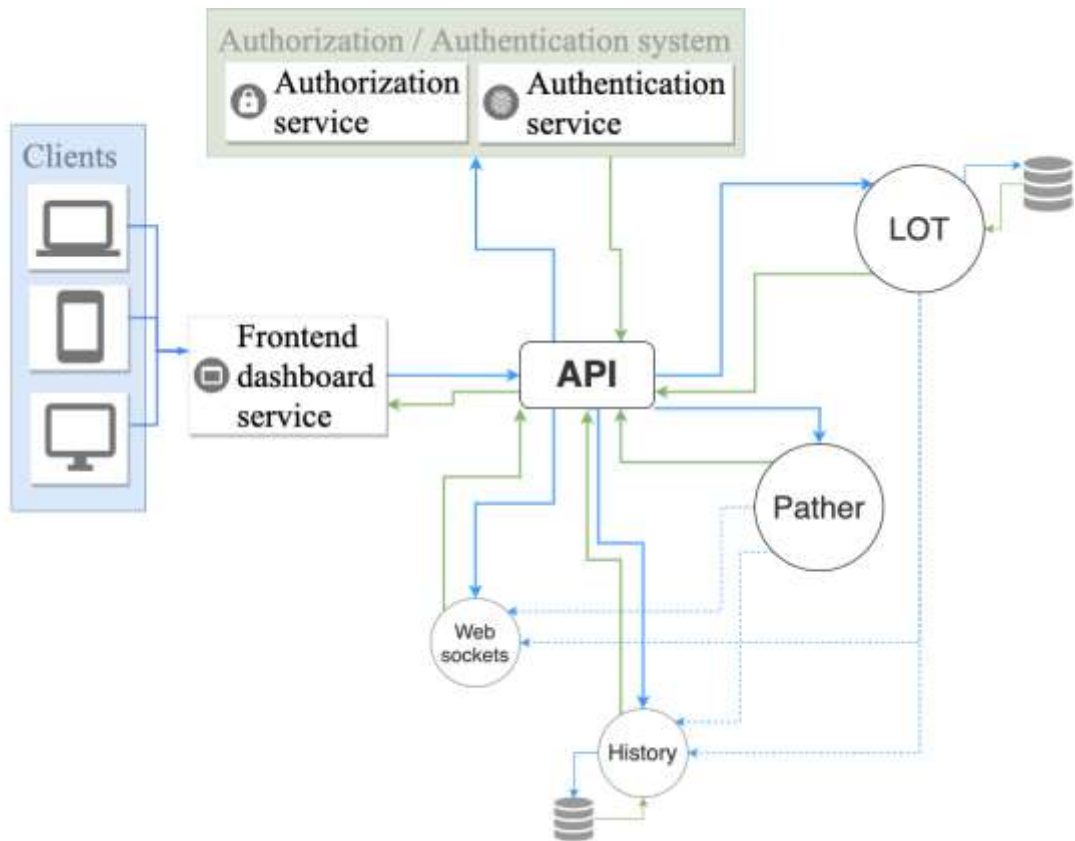 Authorization / Authentication system
Authorization
service
Authentication
service
Clients
LOT
Frontend
dashboard
service
API
Pather
Web
sockets
History